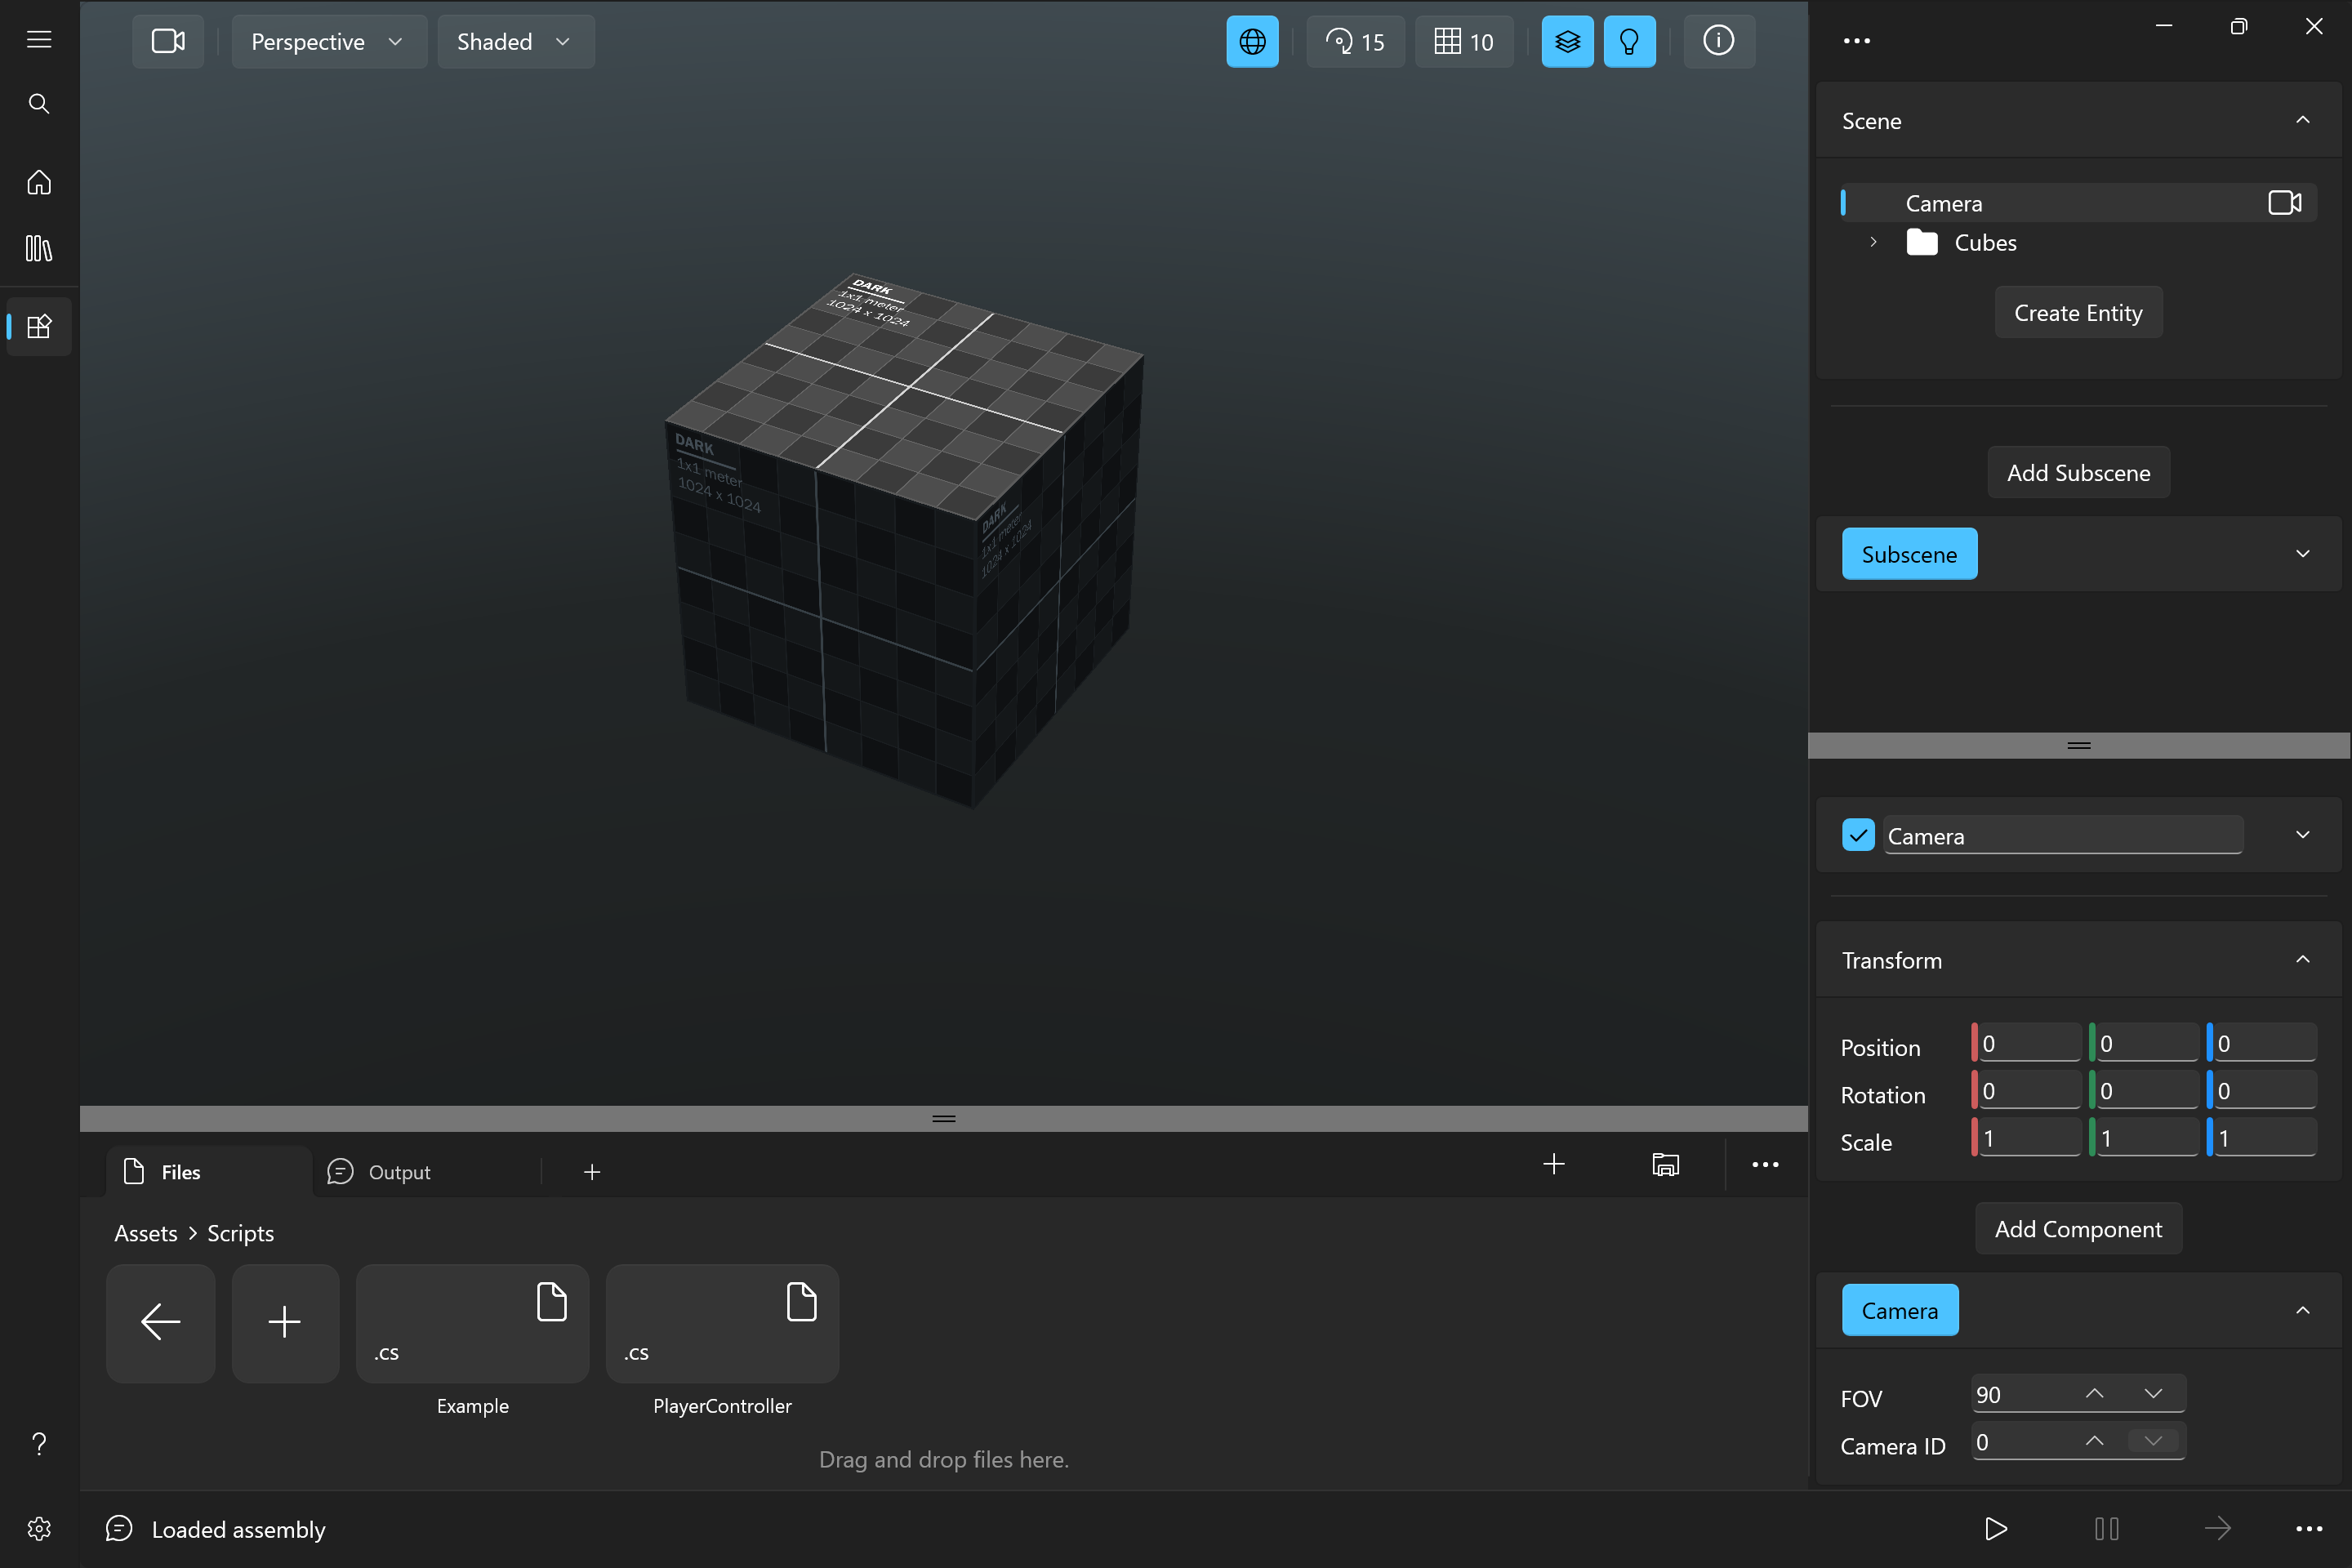 Perspective
Shaded
15
10
DARK
1x1 meter
1024 x 1024
DARK
1x1 meter
1024 x 1024
DARK
1x1 meter
1024 x 1024
Files
Output
Assets > Scripts
.cs
.cs
Example
PlayerController
Drag and drop files here.
Loaded assembly
Scene
Camera
Cubes
Create Entity
Add Subscene
Subscene
Camera
Transform
Position 0 0 0
Rotation 0 0 0
Scale 1 1 1
Add Component
Camera
FOV 90
Camera ID 0